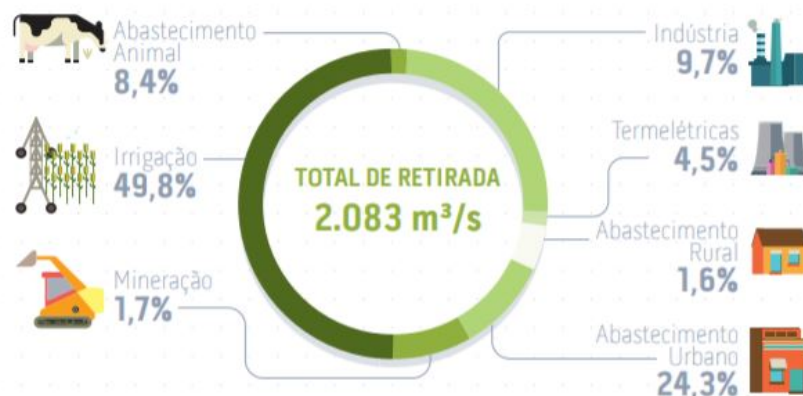 Abastecimento
Animal
8,4%
Irrigação
49,8%
Mineração
1,7%
TOTAL DE RETIRADA
2.083 m³/s
Indústria
9,7%
Termelétricas
4,5%
Abastecimento
Rural
1,6%
Abastecimento
Urbano
24,3%